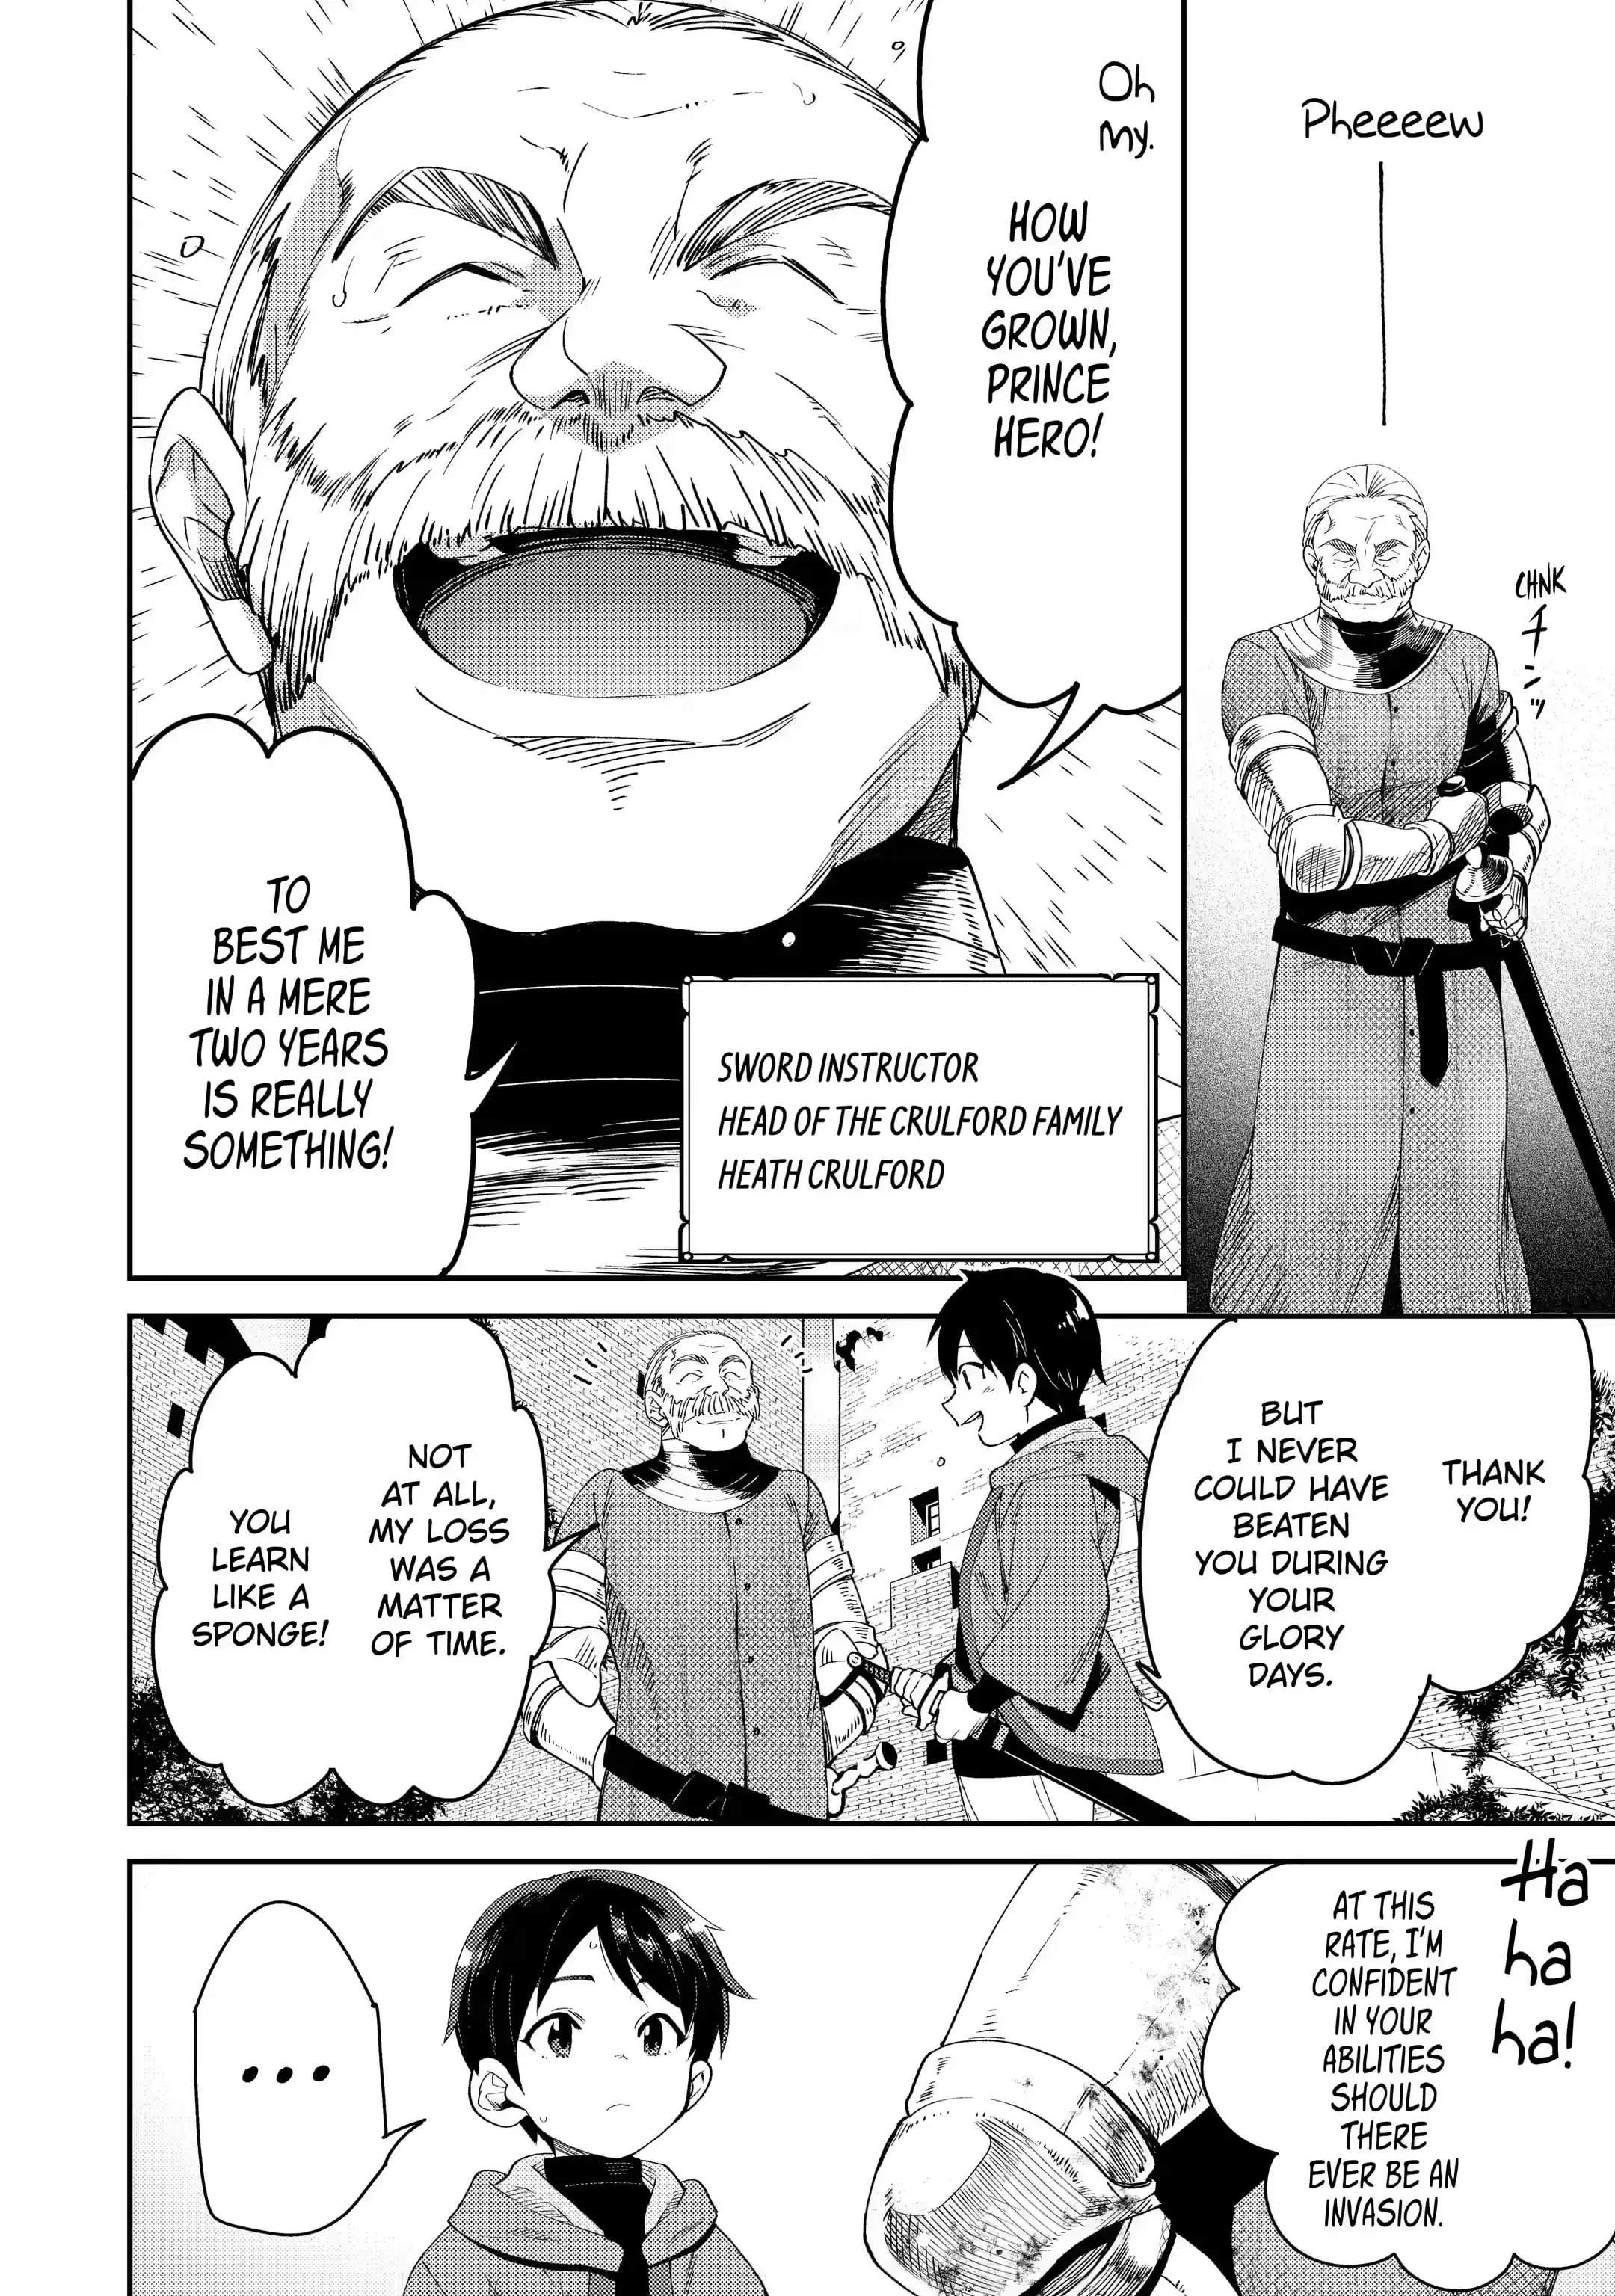 Pheeeew
CHNK
チンッ
Oh
my.
HOW
YOU'VE
GROWN,
PRINCE
HERO!
TO
BEST ME
IN A MERE
TWO YEARS
IS REALLY
SOMETHING!
SWORD INSTRUCTOR
HEAD OF THE CRULFORD FAMILY
HEATH CRULFORD
THANK
YOU!
BUT
I NEVER
COULD HAVE
BEATEN
YOU DURING
YOUR
GLORY
DAYS.
NOT
AT ALL,
MY LOSS
WAS A
MATTER
OF TIME.
YOU
LEARN
LIKE A
SPONGE!
Ha
ha
ha!
AT THIS
RATE, I'M
CONFIDENT
IN YOUR
ABILITIES
SHOULD
THERE
EVER BE AN
INVASION.
...